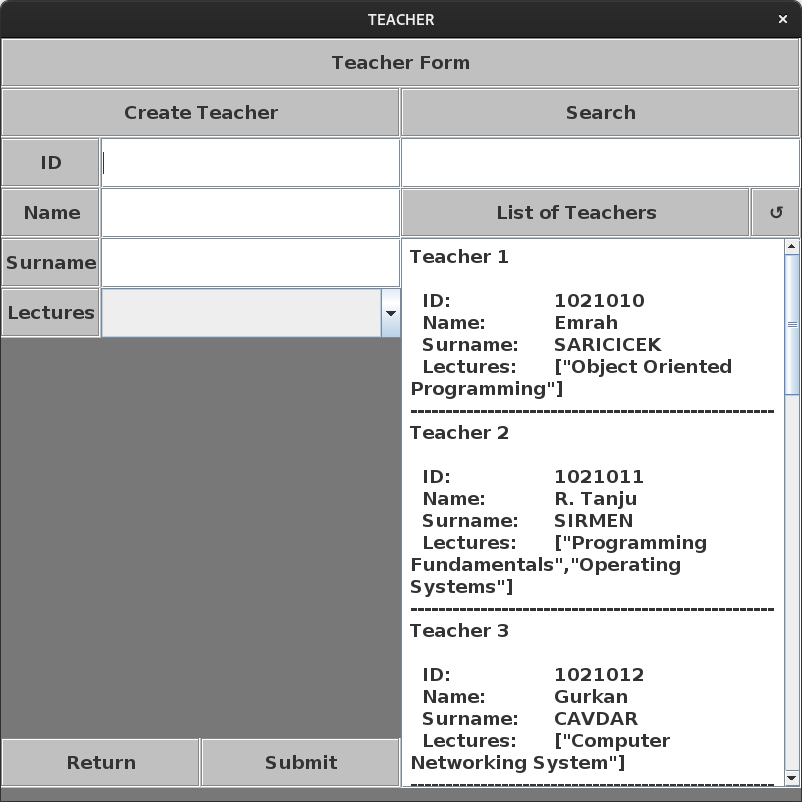 TEACHER ×
Teacher Form
Create Teacher
Search
ID
Name
Surname
Lectures
Return
Submit
List of Teachers ↺
Teacher 1
ID: 1021010
Name: Emrah
Surname: SARICICEK
Lectures: ["Object Oriented
Programming"]
----------------------------------------------------
Teacher 2
ID: 1021011
Name: R. Tanju
Surname: SIRMEN
Lectures: ["Programming
Fundamentals","Operating
Systems"]
----------------------------------------------------
Teacher 3
ID: 1021012
Name: Gurkan
Surname: CAVDAR
Lectures: ["Computer
Networking System"]
----------------------------------------------------